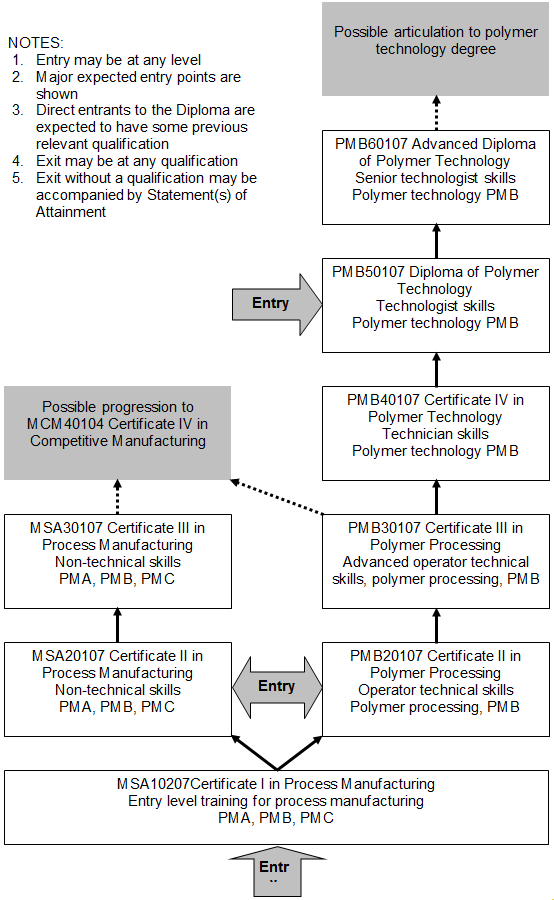 NOTES:
1. Entry may be at any level
2. Major expected entry points are
shown
3. Direct entrants to the Diploma are
expected to have some previous
relevant qualification
4. Exit may be at any qualification
5. Exit without a qualification may be
accompanied by Statement(s) of
Attainment
Possible articulation to polymer
technology degree
PMB60107 Advanced Diploma
of Polymer Technology
Senior technologist skills
Polymer technology PMB
PMB50107 Diploma of Polymer
Technology
Technologist skills
Polymer technology PMB
Entry
PMB40107 Certificate IV in
Polymer Technology
Technician skills
Polymer technology PMB
Possible progression to
MCM40104 Certificate IV in
Competitive Manufacturing
MSA30107 Certificate III in
Process Manufacturing
Non-technical skills
PMA, PMB, PMC
PMB30107 Certificate III in
Polymer Processing
Advanced operator technical
skills, polymer processing, PMB
MSA20107 Certificate II in
Process Manufacturing
Non-technical skills
PMA, PMB, PMC
Entry
PMB20107 Certificate II in
Polymer Processing
Operator technical skills
Polymer processing, PMB
MSA10207Certificate I in Process Manufacturing
Entry level training for process manufacturing
PMA, PMB, PMC
Entr